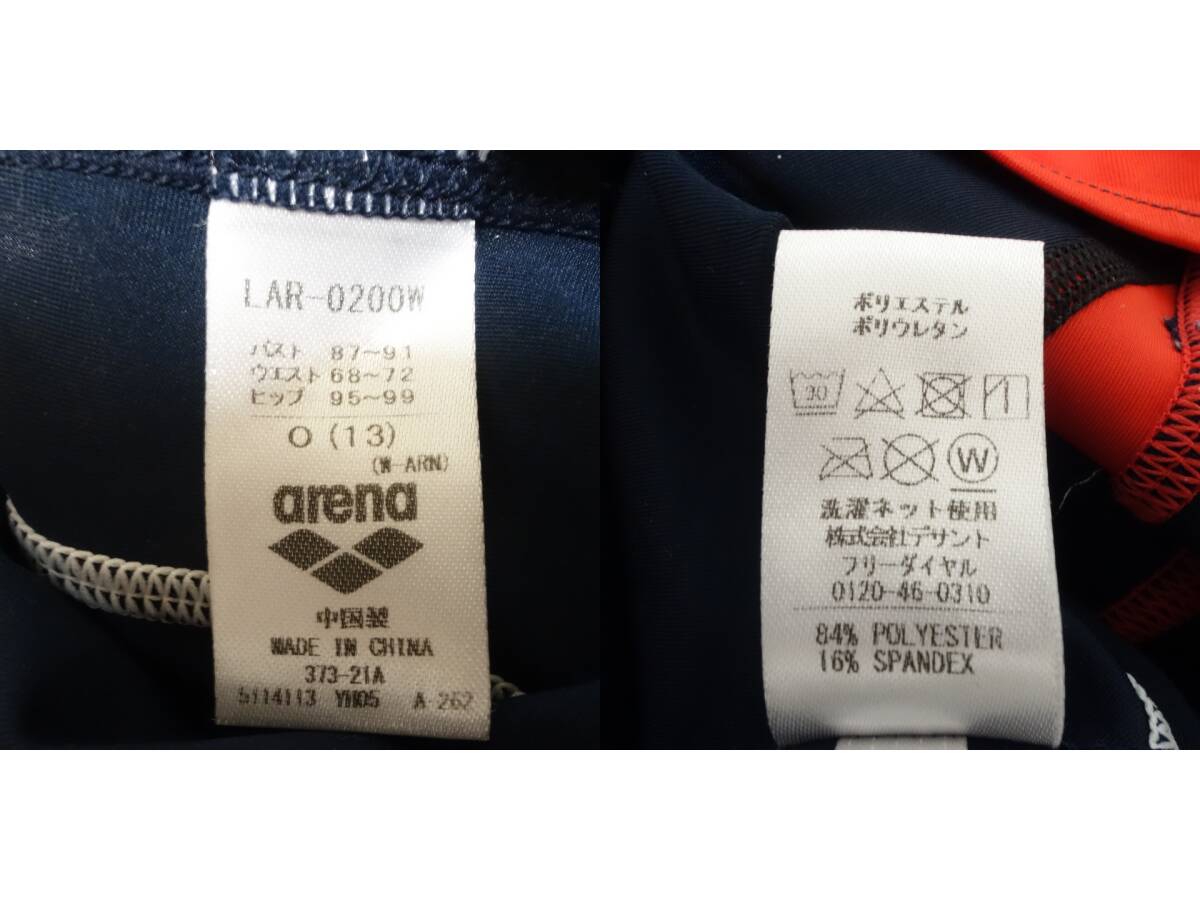 LAR-0200W
バスト 87~91
ウエスト 68~72
ヒップ 95~99
O (13)
(W-ARN)
arena
中国製
MADE IN CHINA
373-21A
5114113 YH05 A-262
ポリエステル
ポリウレタン
30
W
洗濯ネット使用
株式会社デサント
フリーダイヤル
0120-46-0310
84% POLYESTER
16% SPANDEX